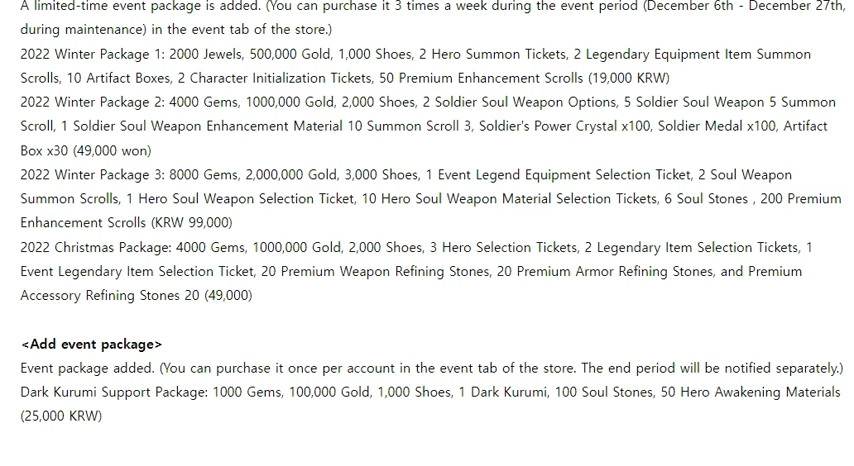 A limited-time event package is added. (You can purchase it 3 times a week during the event period (December 6th - December 27th,
during maintenance) in the event tab of the store.)
2022 Winter Package 1: 2000 Jewels, 500,000 Gold, 1,000 Shoes, 2 Hero Summon Tickets, 2 Legendary Equipment Item Summon
Scrolls, 10 Artifact Boxes, 2 Character Initialization Tickets, 50 Premium Enhancement Scrolls (19,000 KRW)
2022 Winter Package 2: 4000 Gems, 1000,000 Gold, 2,000 Shoes, 2 Soldier Soul Weapon Options, 5 Soldier Soul Weapon 5 Summon
Scroll, 1 Soldier Soul Weapon Enhancement Material 10 Summon Scroll 3, Soldier's Power Crystal x100, Soldier Medal x100, Artifact
Box x30 (49,000 won)
2022 Winter Package 3: 8000 Gems, 2,000,000 Gold, 3,000 Shoes, 1 Event Legend Equipment Selection Ticket, 2 Soul Weapon
Summon Scrolls, 1 Hero Soul Weapon Selection Ticket, 10 Hero Soul Weapon Material Selection Tickets, 6 Soul Stones , 200 Premium
Enhancement Scrolls (KRW 99,000)
2022 Christmas Package: 4000 Gems, 1000,000 Gold, 2,000 Shoes, 3 Hero Selection Tickets, 2 Legendary Item Selection Tickets, 1
Event Legendary Item Selection Ticket, 20 Premium Weapon Refining Stones, 20 Premium Armor Refining Stones, and Premium
Accessory Refining Stones 20 (49,000)
<Add event package>
Event package added. (You can purchase it once per account in the event tab of the store. The end period will be notified separately.)
Dark Kurumi Support Package: 1000 Gems, 100,000 Gold, 1,000 Shoes, 1 Dark Kurumi, 100 Soul Stones, 50 Hero Awakening Materials
(25,000 KRW)